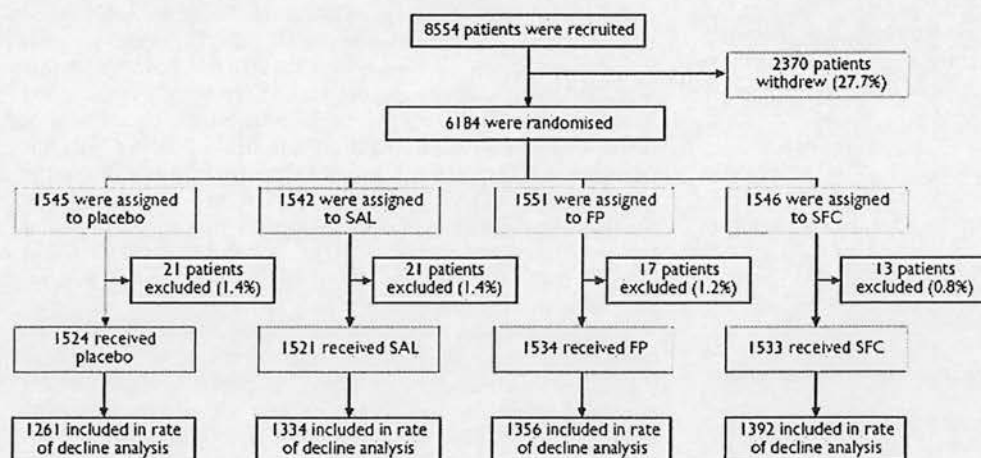 8554 patients were recruited
2370 patients
withdrew (27.7%)
6184 were randomised
1545 were assigned
to placebo
1542 were assigned
to SAL
1551 were assigned
to FP
1546 were assigned
to SFC
21 patients
excluded (1.4%)
21 patients
excluded (1.4%)
17 patients
excluded (1.2%)
13 patients
excluded (0.8%)
1524 received
placebo
1521 received SAL
1534 received FP
1533 received SFC
1261 included in rate
of decline analysis
1334 included in rate
of decline analysis
1356 included in rate
of decline analysis
1392 included in rate
of decline analysis